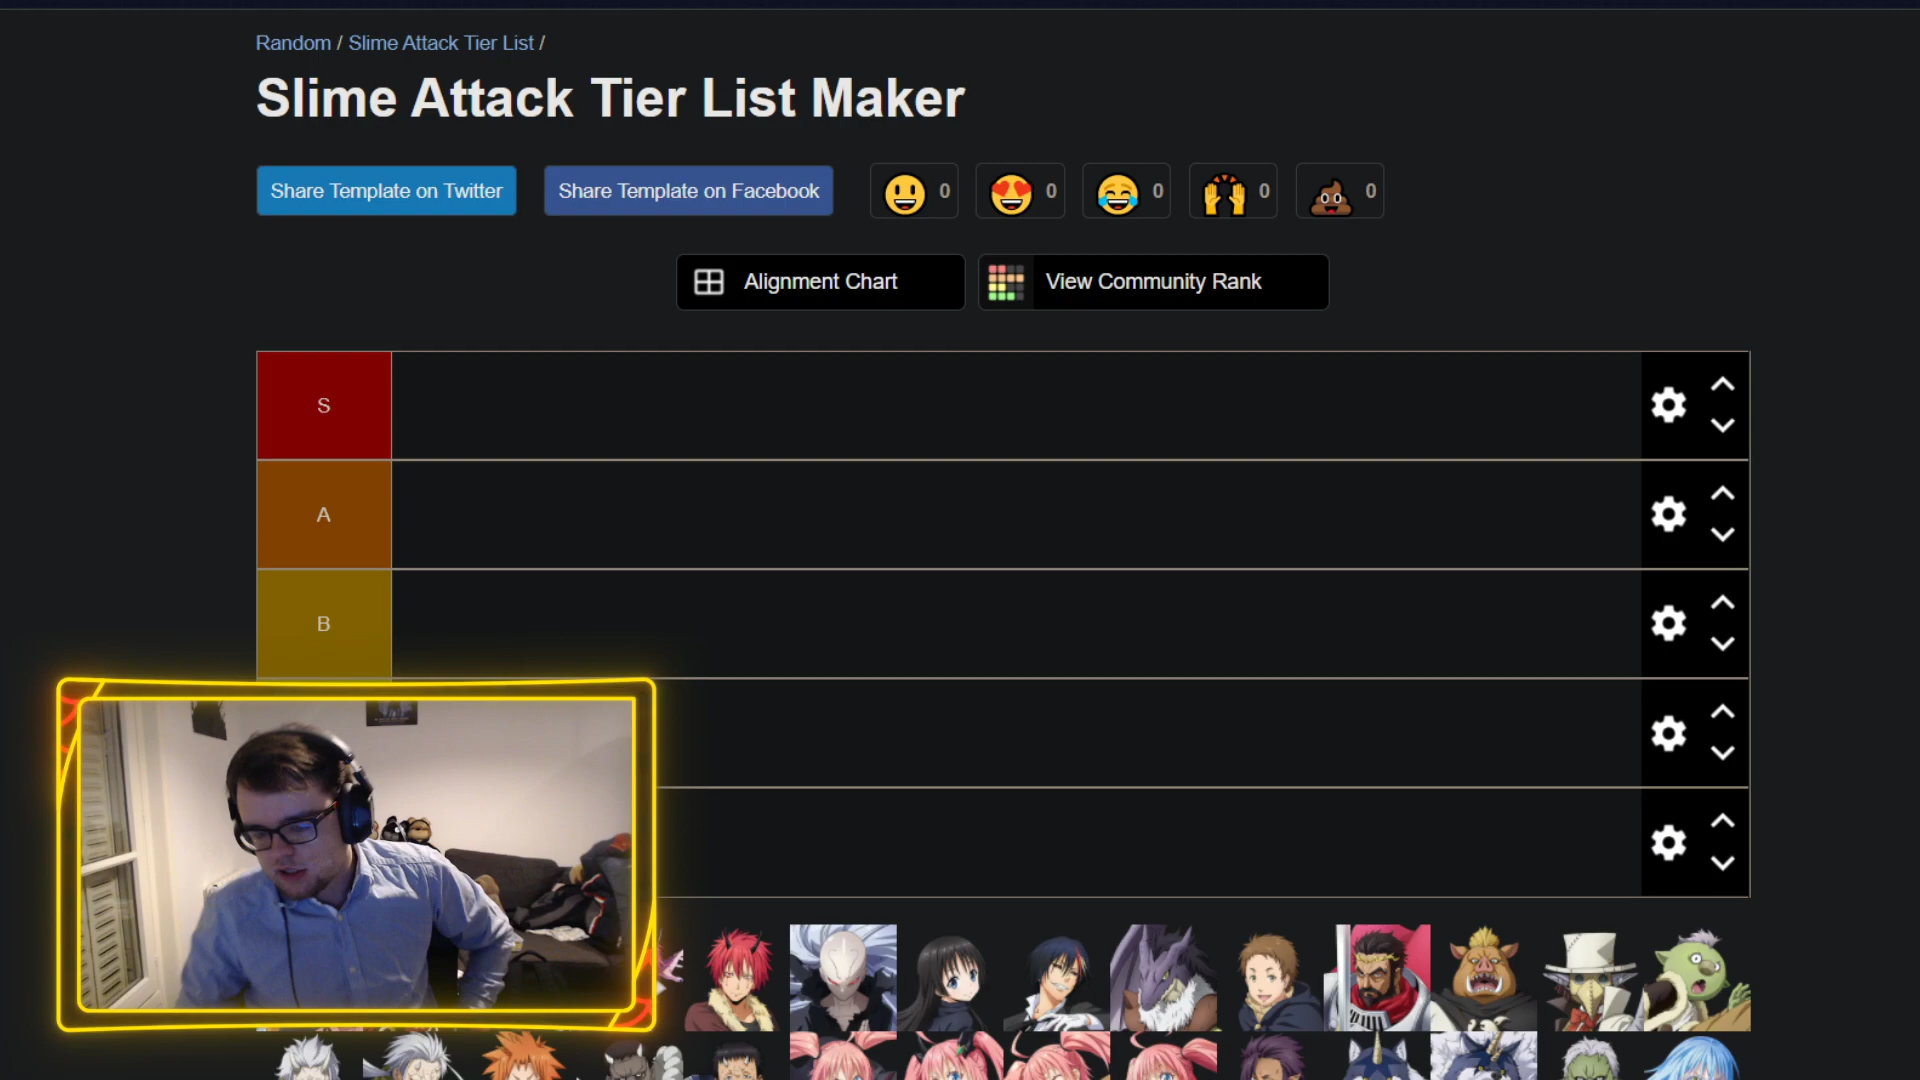 Random / Slime Attack Tier List /
Slime Attack Tier List Maker
Share Template on Twitter
Share Template on Facebook
0
0
0
0
0
Alignment Chart
View Community Rank
S
A
B